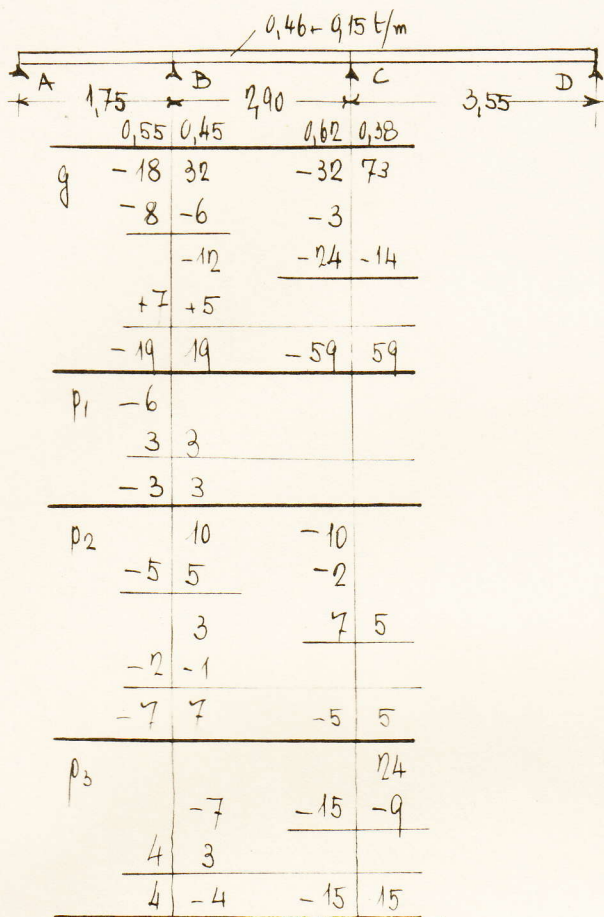 0,46+0,15 t/m
A B C D
1,75 2,90 3,55
0,55 0,45 0,62 0,38
g -18 32 -32 73
-8 -6 -3
-12 -24 -14
+7 +5
-19 19 -59 59
p1 -6
3 3
-3 3
p2 10 -10
-5 5 -2
3 7 5
-2 -1
-7 7 -5 5
p3 24
-7 -15 -9
4 3
4 -4 -15 15